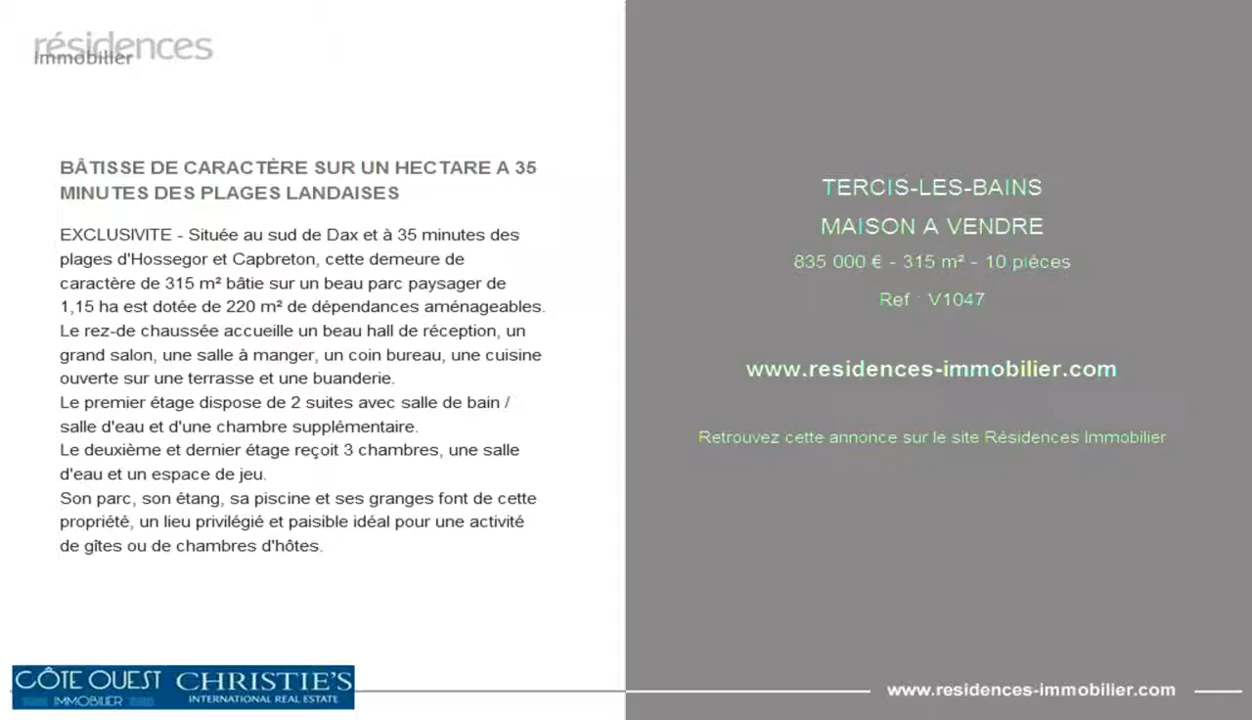 résidences
Immobilier
BÂTISSE DE CARACTÈRE SUR UN HECTARE A 35
MINUTES DES PLAGES LANDAISES
EXCLUSIVITE - Située au sud de Dax et à 35 minutes des
plages d'Hossegor et Capbreton, cette demeure de
caractère de 315 m² bâtie sur un beau parc paysager de
1,15 ha est dotée de 220 m² de dépendances aménageables.
Le rez-de chaussée accueille un beau hall de réception, un
grand salon, une salle à manger, un coin bureau, une cuisine
ouverte sur une terrasse et une buanderie.
Le premier étage dispose de 2 suites avec salle de bain /
salle d'eau et d'une chambre supplémentaire.
Le deuxième et dernier étage reçoit 3 chambres, une salle
d'eau et un espace de jeu.
Son parc, son étang, sa piscine et ses granges font de cette
propriété, un lieu privilégié et paisible idéal pour une activité
de gîtes ou de chambres d'hôtes.
TERCIS-LES-BAINS
MAISON A VENDRE
835 000 € - 315 m² - 10 pièces
Ref : V1047
www.residences-immobilier.com
Retrouvez cette annonce sur le site Résidences Immobilier
CÔTE OUEST
IMMOBILIER
CHRISTIE'S
INTERNATIONAL REAL ESTATE
www.residences-immobilier.com